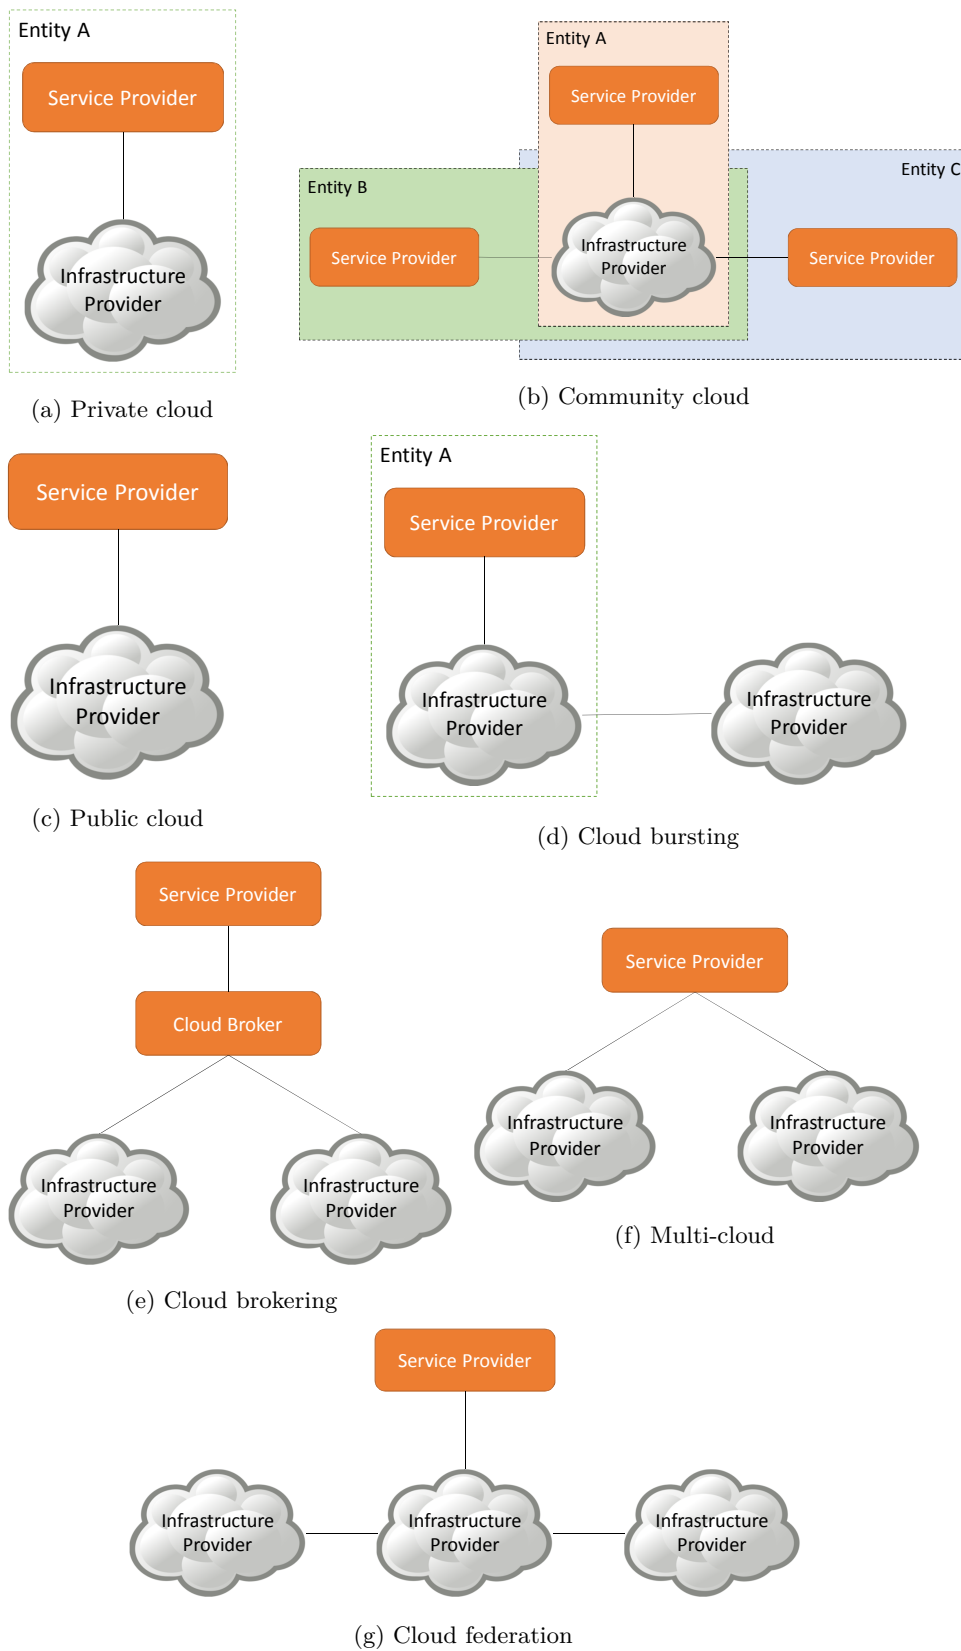 Entity A
Service Provider
Infrastructure
Provider
(a) Private cloud
Entity A
Service Provider
Entity B
Entity C
Service Provider
Infrastructure
Provider
Service Provider
(b) Community cloud
Service Provider
Infrastructure
Provider
(c) Public cloud
Entity A
Service Provider
Infrastructure
Provider
Infrastructure
Provider
(d) Cloud bursting
Service Provider
Cloud Broker
Infrastructure
Provider
Infrastructure
Provider
(e) Cloud brokering
Service Provider
Infrastructure
Provider
Infrastructure
Provider
(f) Multi-cloud
Service Provider
Infrastructure
Provider
Infrastructure
Provider
Infrastructure
Provider
(g) Cloud federation